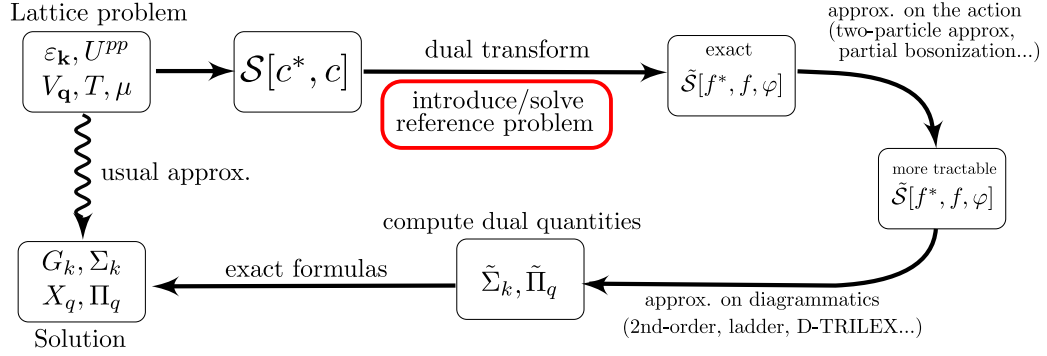 Lattice problem
ε_k, U^{pp}
V_q, T, μ
S[c*, c]
dual transform
introduce/solve
reference problem
exact
S̃[f*, f, φ]
approx. on the action
(two-particle approx,
partial bosonization...)
more tractable
S̃[f*, f, φ]
usual approx.
approx. on diagrammatics
(2nd-order, ladder, D-TRILEX...)
compute dual quantities
Σ̃_k, Π̃_q
exact formulas
G_k, Σ_k
X_q, Π_q
Solution